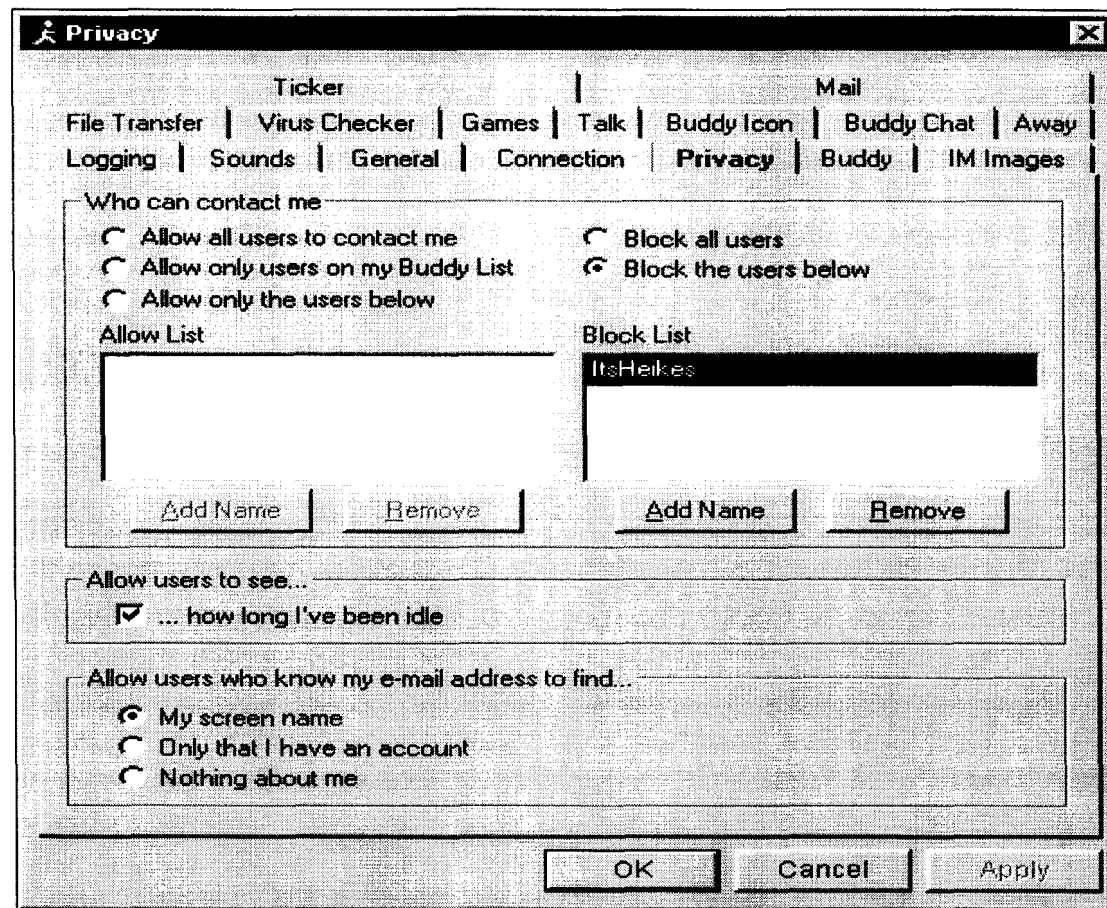 Privacy
Ticker Mail
File Transfer Virus Checker Games Talk Buddy Icon Buddy Chat Away
Logging Sounds General Connection Privacy Buddy IM Images
Who can contact me
Allow all users to contact me Block all users
Allow only users on my Buddy List Block the users below
Allow only the users below
Allow List Block List
ItsHeikes
Add Name Remove Add Name Remove
Allow users to see...
... how long I've been idle
Allow users who know my e-mail address to find...
My screen name
Only that I have an account
Nothing about me
OK Cancel Apply